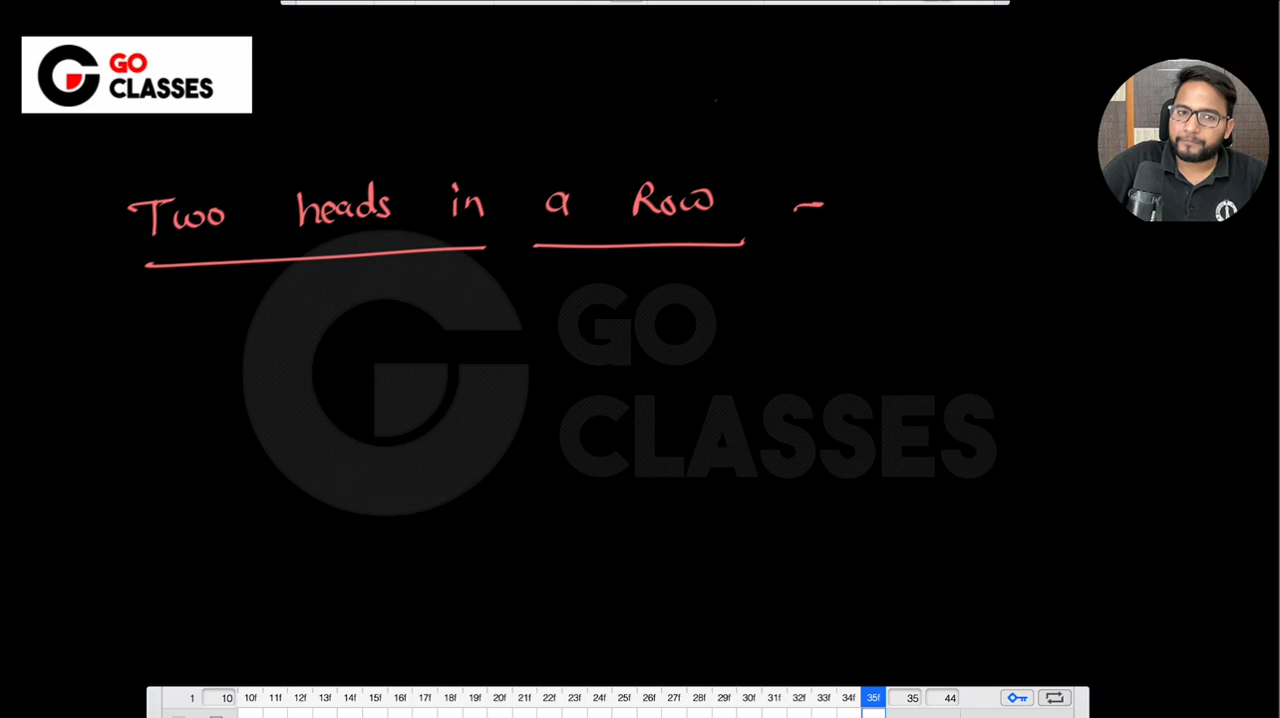 GO
CLASSES
Two heads in a Row -
GO
CLASSES
1 10 10f 11f 12f 13f 14f 15f 16f 17f 18f 19f 20f 21f 22f 23f 24f 25f 26f 27f 28f 29f 30f 31f 32f 33f 34f 35f 35 44